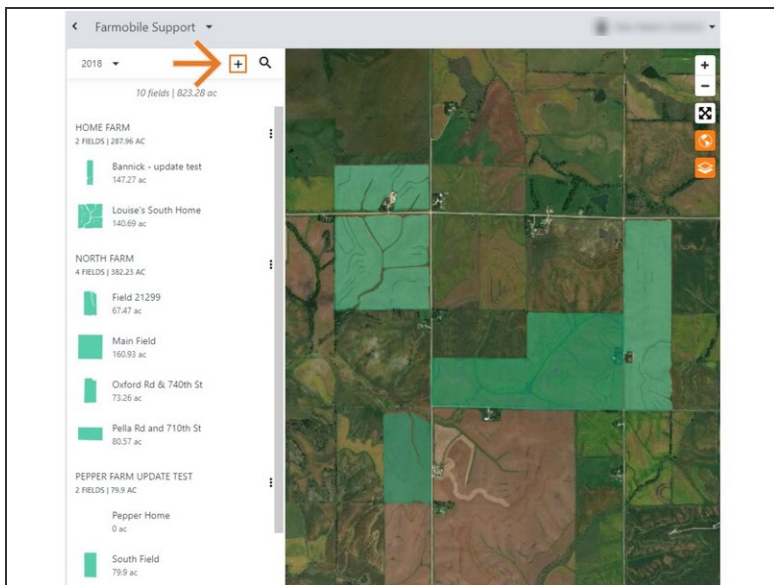 Farmobile Support
2018
10 fields | 823.28 ac
HOME FARM
2 FIELDS | 287.96 AC
Bannick - update test
147.27 ac
Louise's South Home
140.69 ac
NORTH FARM
4 FIELDS | 382.23 AC
Field 21299
67.47 ac
Main Field
160.93 ac
Oxford Rd & 740th St
73.26 ac
Pella Rd and 710th St
80.57 ac
PEPPER FARM UPDATE TEST
2 FIELDS | 79.9 AC
Pepper Home
0 ac
South Field
79.9 ac